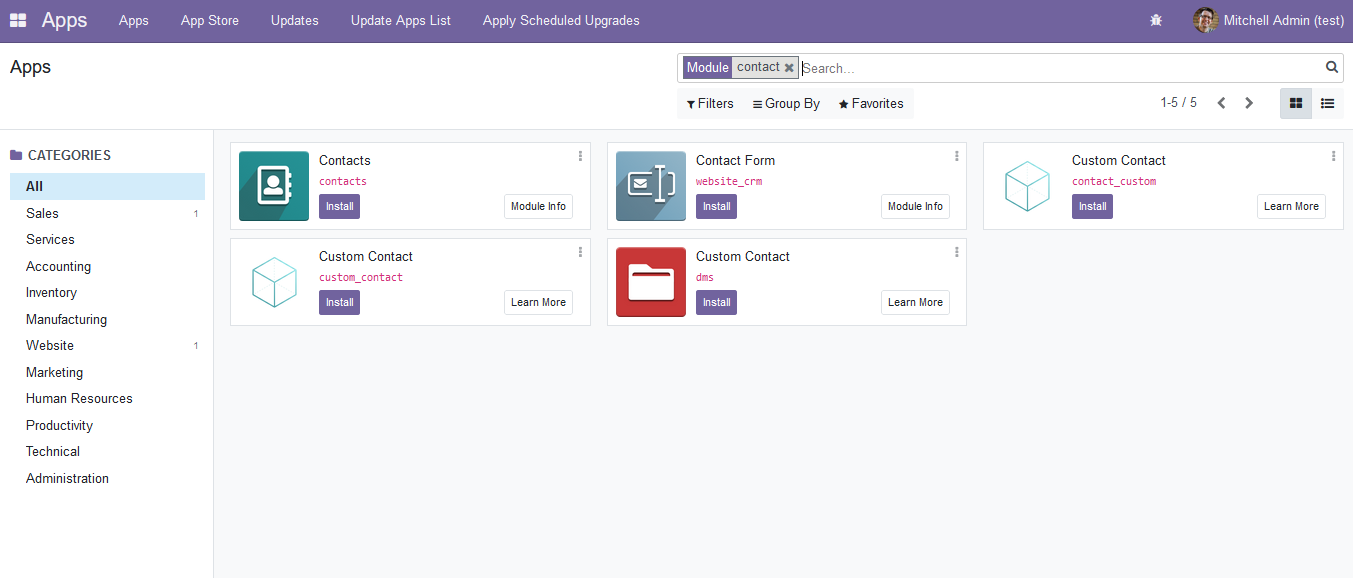 Apps Apps App Store Updates Update Apps List Apply Scheduled Upgrades Mitchell Admin (test)
Apps
Module contact Search...
Filters Group By Favorites 1-5 / 5
CATEGORIES
All
Sales 1
Services
Accounting
Inventory
Manufacturing
Website 1
Marketing
Human Resources
Productivity
Technical
Administration
Contacts
contacts
Install Module Info
Contact Form
website_crm
Install Module Info
Custom Contact
contact_custom
Install Learn More
Custom Contact
custom_contact
Install Learn More
Custom Contact
dms
Install Learn More